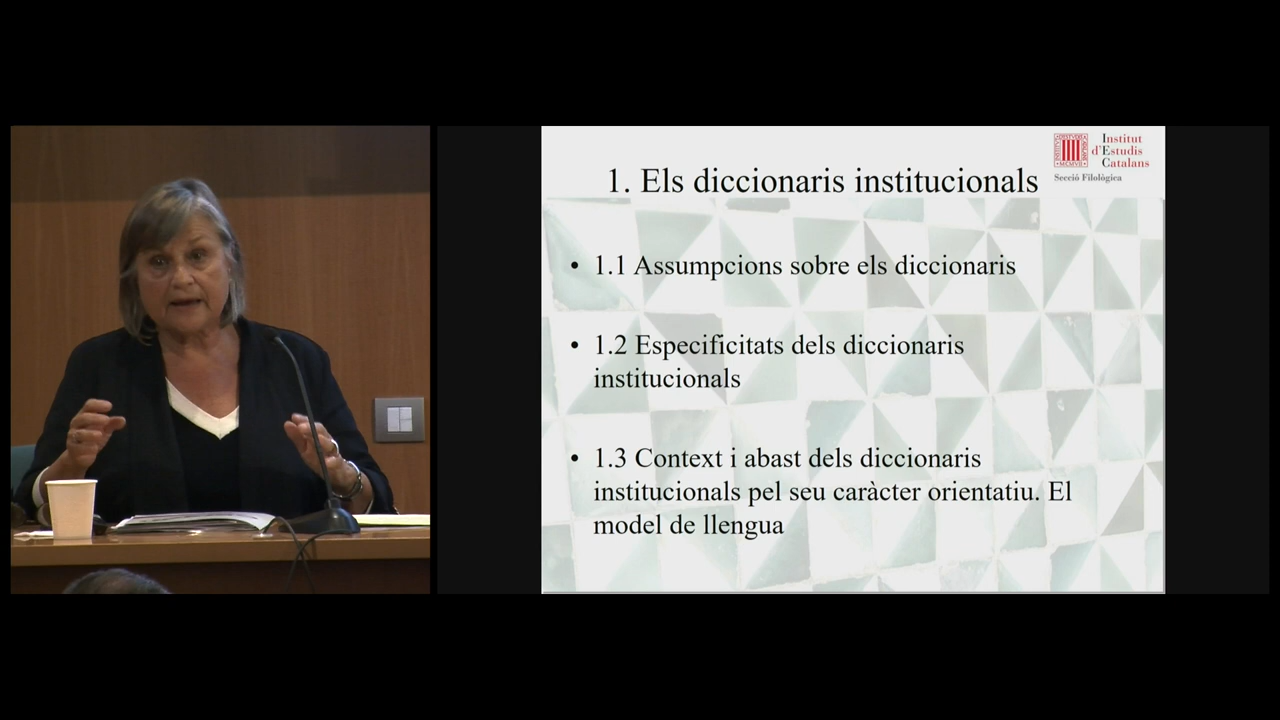 Institut
d'Estudis
Catalans
Secció Filològica
1. Els diccionaris institucionals
• 1.1 Assumpcions sobre els diccionaris
• 1.2 Especificitats dels diccionaris
institucionals
• 1.3 Context i abast dels diccionaris
institucionals pel seu caràcter orientatiu. El
model de llengua